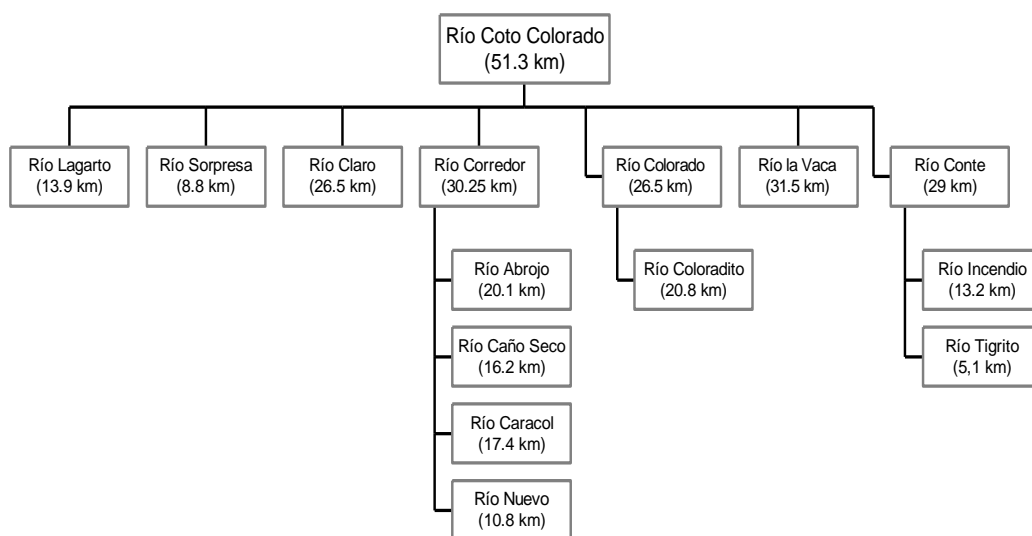 Río Coto Colorado
(51.3 km)
Río Lagarto
(13.9 km)
Río Sorpresa
(8.8 km)
Río Claro
(26.5 km)
Río Corredor
(30.25 km)
Río Colorado
(26.5 km)
Río la Vaca
(31.5 km)
Río Conte
(29 km)
Río Abrojo
(20.1 km)
Río Caño Seco
(16.2 km)
Río Caracol
(17.4 km)
Río Nuevo
(10.8 km)
Río Coloradito
(20.8 km)
Río Incendio
(13.2 km)
Río Tigrito
(5,1 km)